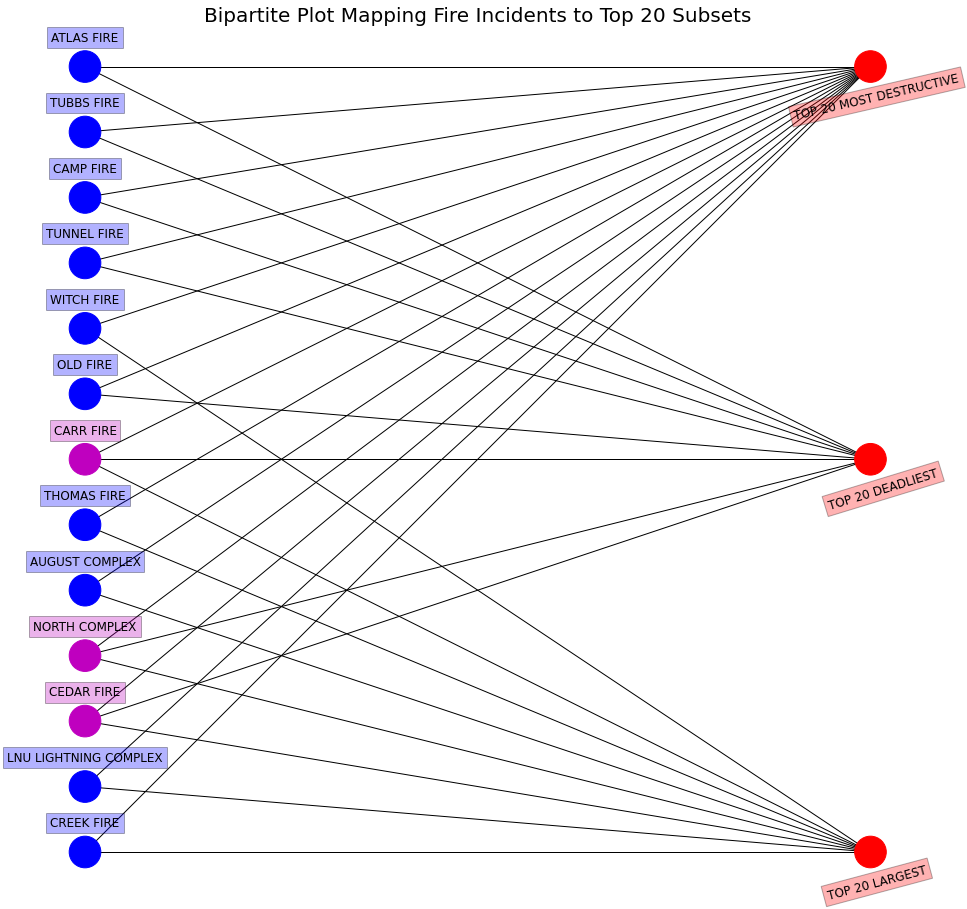 Bipartite Plot Mapping Fire Incidents to Top 20 Subsets
ATLAS FIRE
TUBBS FIRE
CAMP FIRE
TUNNEL FIRE
WITCH FIRE
OLD FIRE
CARR FIRE
THOMAS FIRE
AUGUST COMPLEX
NORTH COMPLEX
CEDAR FIRE
LNU LIGHTNING COMPLEX
CREEK FIRE
TOP 20 MOST DESTRUCTIVE
TOP 20 DEADLIEST
TOP 20 LARGEST